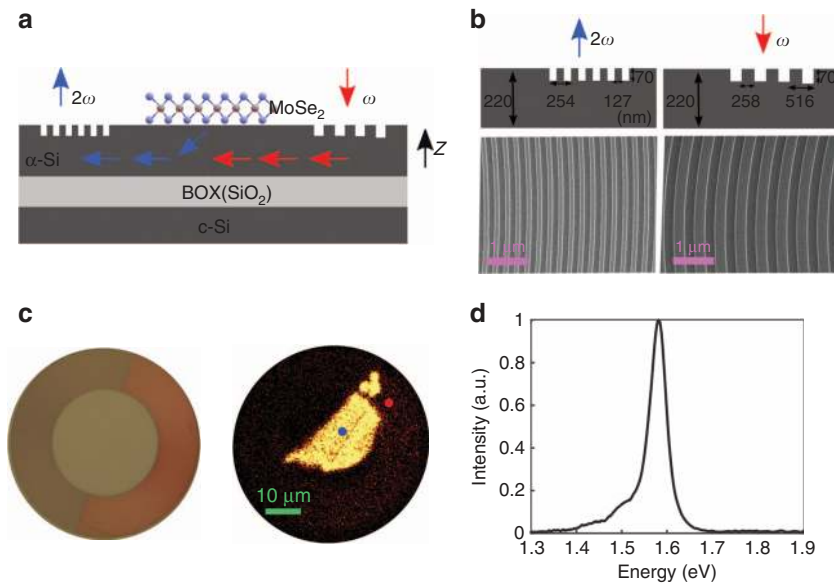 a
2ω
MoSe₂
ω
Z
α-Si
BOX(SiO₂)
c-Si
b
2ω
ω
220
254
127
(nm)
70
220
258
516
70
1 μm
1 μm
c
10 μm
d
Intensity (a.u.)
1
0.8
0.6
0.4
0.2
0
1.3 1.4 1.5 1.6 1.7 1.8 1.9
Energy (eV)